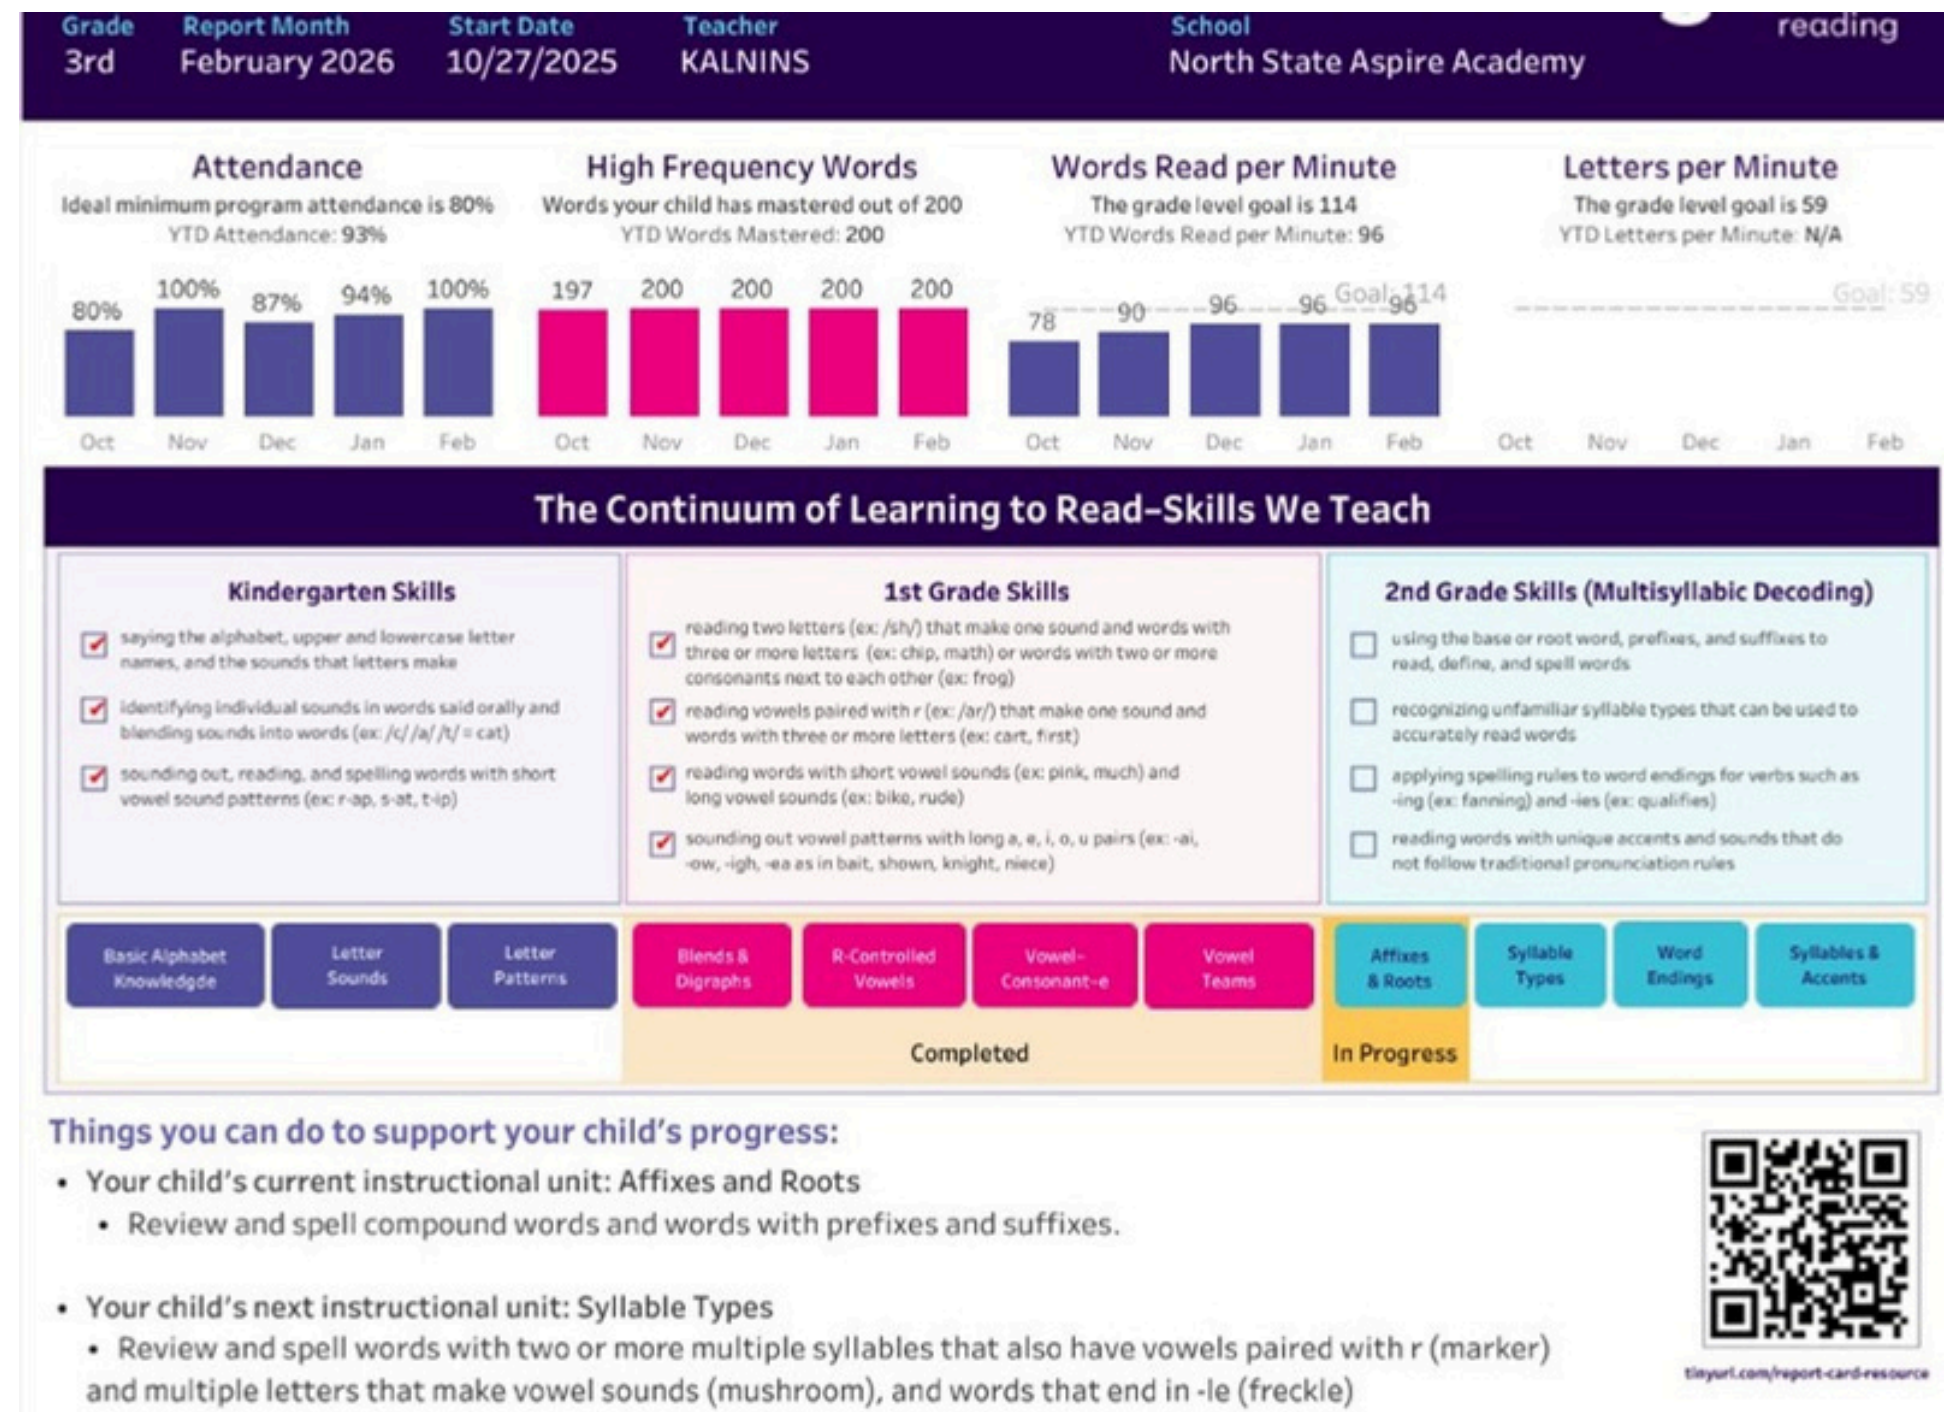 reading
Grade Report Month Start Date Teacher School
3rd February 2026 10/27/2025 KALNINS North State Aspire Academy
Attendance
Ideal minimum program attendance is 80%
YTD Attendance: 93%
80% 100% 87% 94% 100%
Oct Nov Dec Jan Feb
High Frequency Words
Words your child has mastered out of 200
YTD Words Mastered: 200
197 200 200 200 200
Oct Nov Dec Jan Feb
Words Read per Minute
The grade level goal is 114
YTD Words Read per Minute: 96
Goal: 114
78 90 96 96 96
Oct Nov Dec Jan Feb
Letters per Minute
The grade level goal is 59
YTD Letters per Minute: N/A
Goal: 59
Oct Nov Dec Jan Feb
The Continuum of Learning to Read–Skills We Teach
Kindergarten Skills
saying the alphabet, upper and lowercase letter
names, and the sounds that letters make
identifying individual sounds in words said orally and
blending sounds into words (ex: /c/ /a/ /t/ = cat)
sounding out, reading, and spelling words with short
vowel sound patterns (ex: r-ap, s-at, t-ip)
1st Grade Skills
reading two letters (ex: /sh/) that make one sound and words with
three or more letters (ex: chip, math) or words with two or more
consonants next to each other (ex: frog)
reading vowels paired with r (ex: /ar/) that make one sound and
words with three or more letters (ex: cart, first)
reading words with short vowel sounds (ex: pink, much) and
long vowel sounds (ex: bike, rude)
sounding out vowel patterns with long a, e, i, o, u pairs (ex: -ai,
-ow, -igh, -ea as in bait, shown, knight, niece)
2nd Grade Skills (Multisyllabic Decoding)
using the base or root word, prefixes, and suffixes to
read, define, and spell words
recognizing unfamiliar syllable types that can be used to
accurately read words
applying spelling rules to word endings for verbs such as
-ing (ex: fanning) and -ies (ex: qualifies)
reading words with unique accents and sounds that do
not follow traditional pronunciation rules
Basic Alphabet
Knowledgde
Letter
Sounds
Letter
Patterns
Blends &
Digraphs
R-Controlled
Vowels
Vowel-
Consonant-e
Vowel
Teams
Affixes
& Roots
Syllable
Types
Word
Endings
Syllables &
Accents
Completed
In Progress
Things you can do to support your child's progress:
• Your child's current instructional unit: Affixes and Roots
• Review and spell compound words and words with prefixes and suffixes.
• Your child's next instructional unit: Syllable Types
• Review and spell words with two or more multiple syllables that also have vowels paired with r (marker)
and multiple letters that make vowel sounds (mushroom), and words that end in -le (freckle)
tinyurl.com/report-card-resource